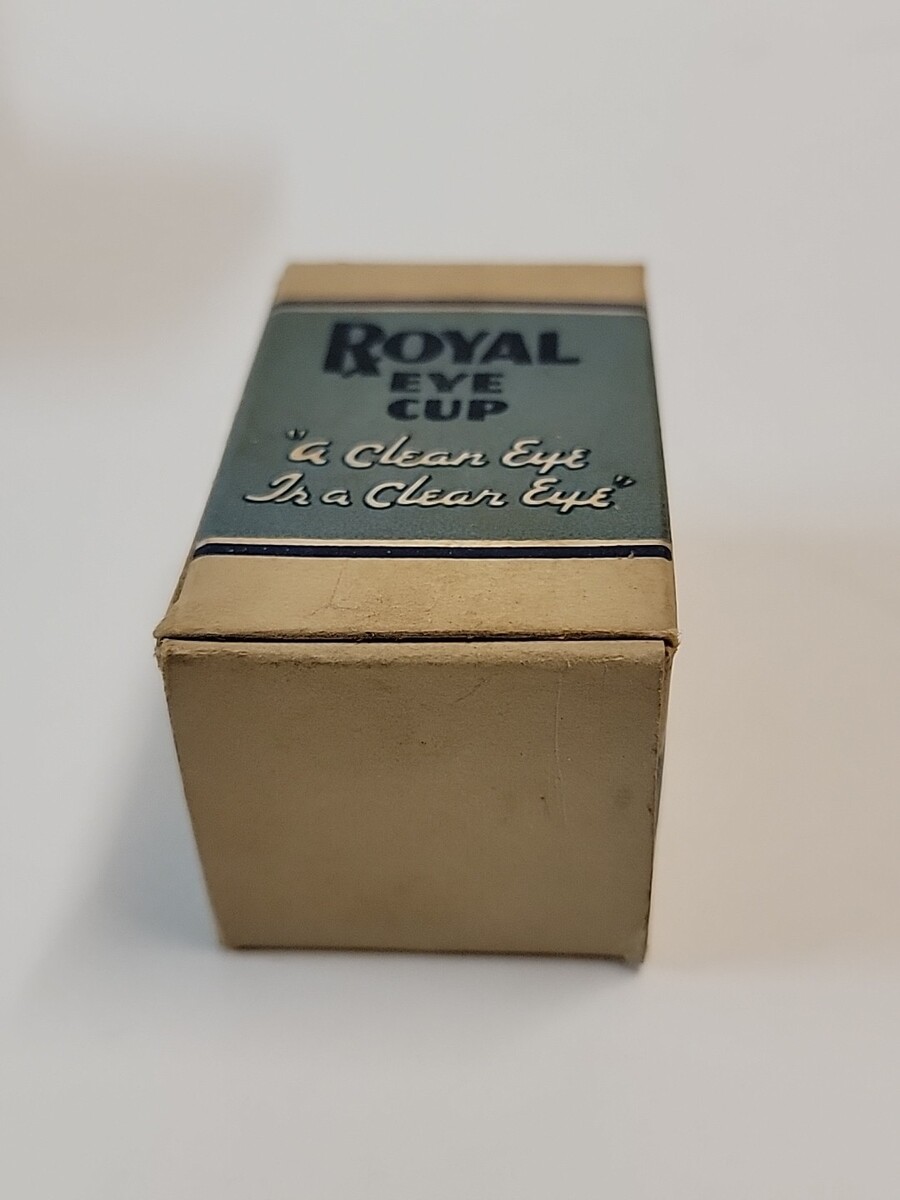 ROYAL
EYE
CUP
"A Clean Eye
Is a Clear Eye"